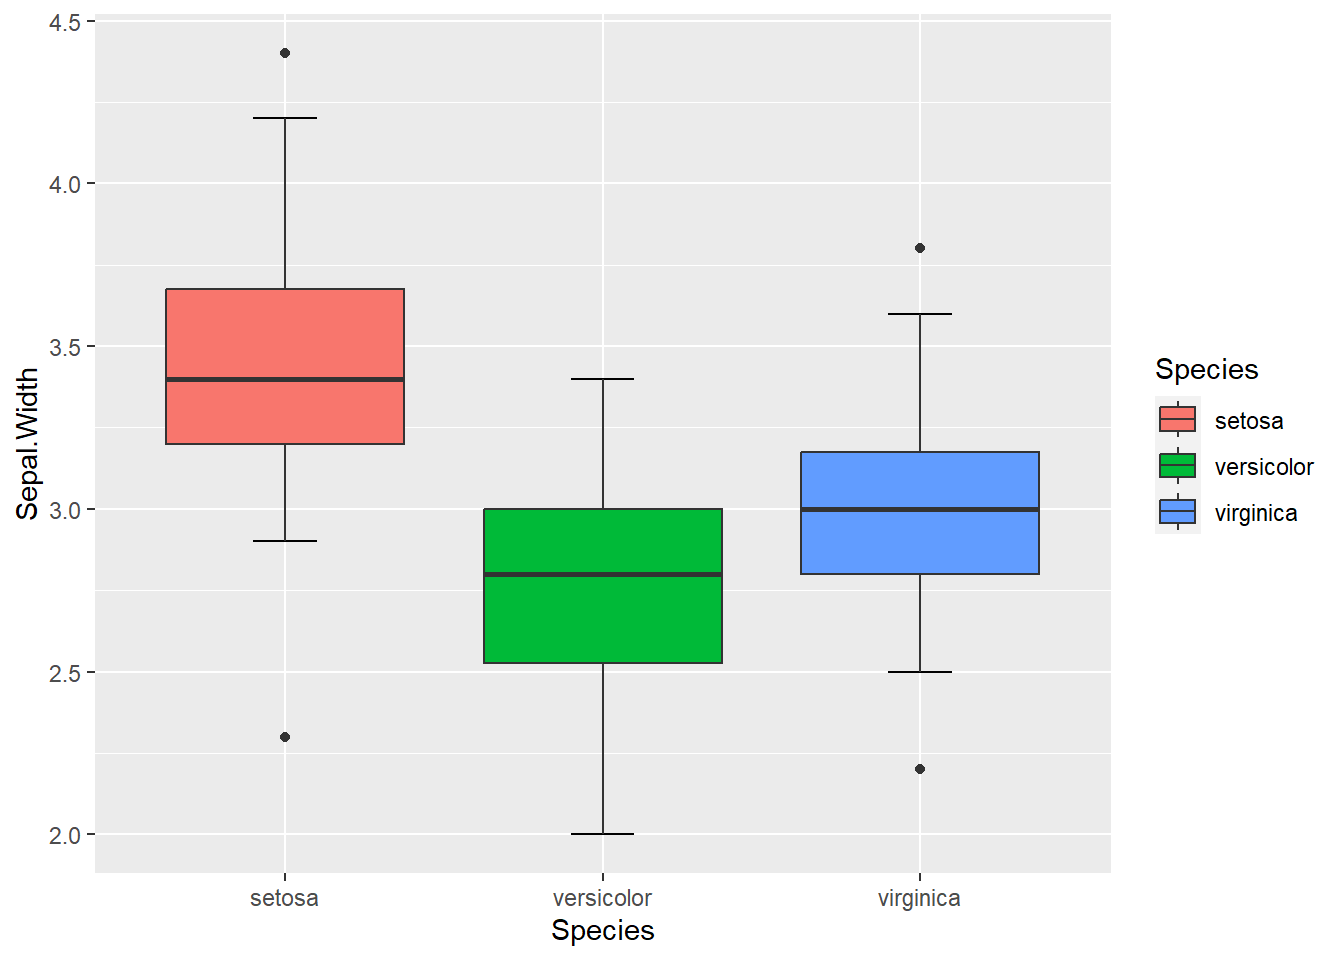 4.5
4.0
3.5
3.0
2.5
2.0
Sepal.Width
setosa
versicolor
virginica
Species
Species
setosa
versicolor
virginica